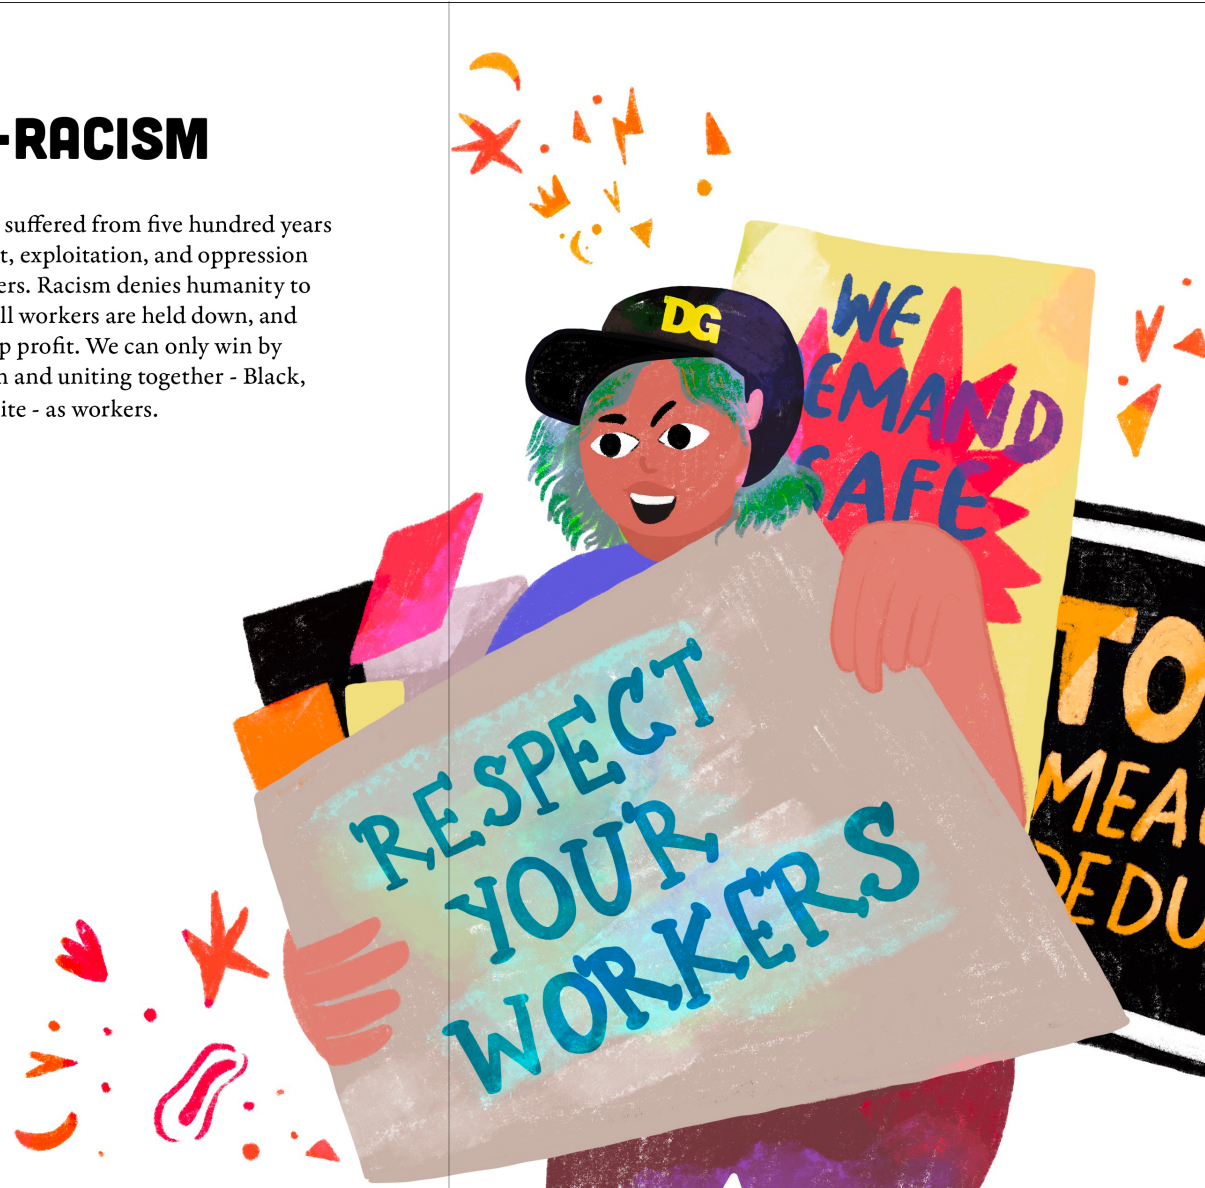 -RACISM
suffered from five hundred years
t, exploitation, and oppression
ers. Racism denies humanity to
ll workers are held down, and
p profit. We can only win by
n and uniting together - Black,
ite - as workers.
DG
WE
EMAND
SAFE
RESPECT
YOUR
WORKERS
TO
MEA
DEDU